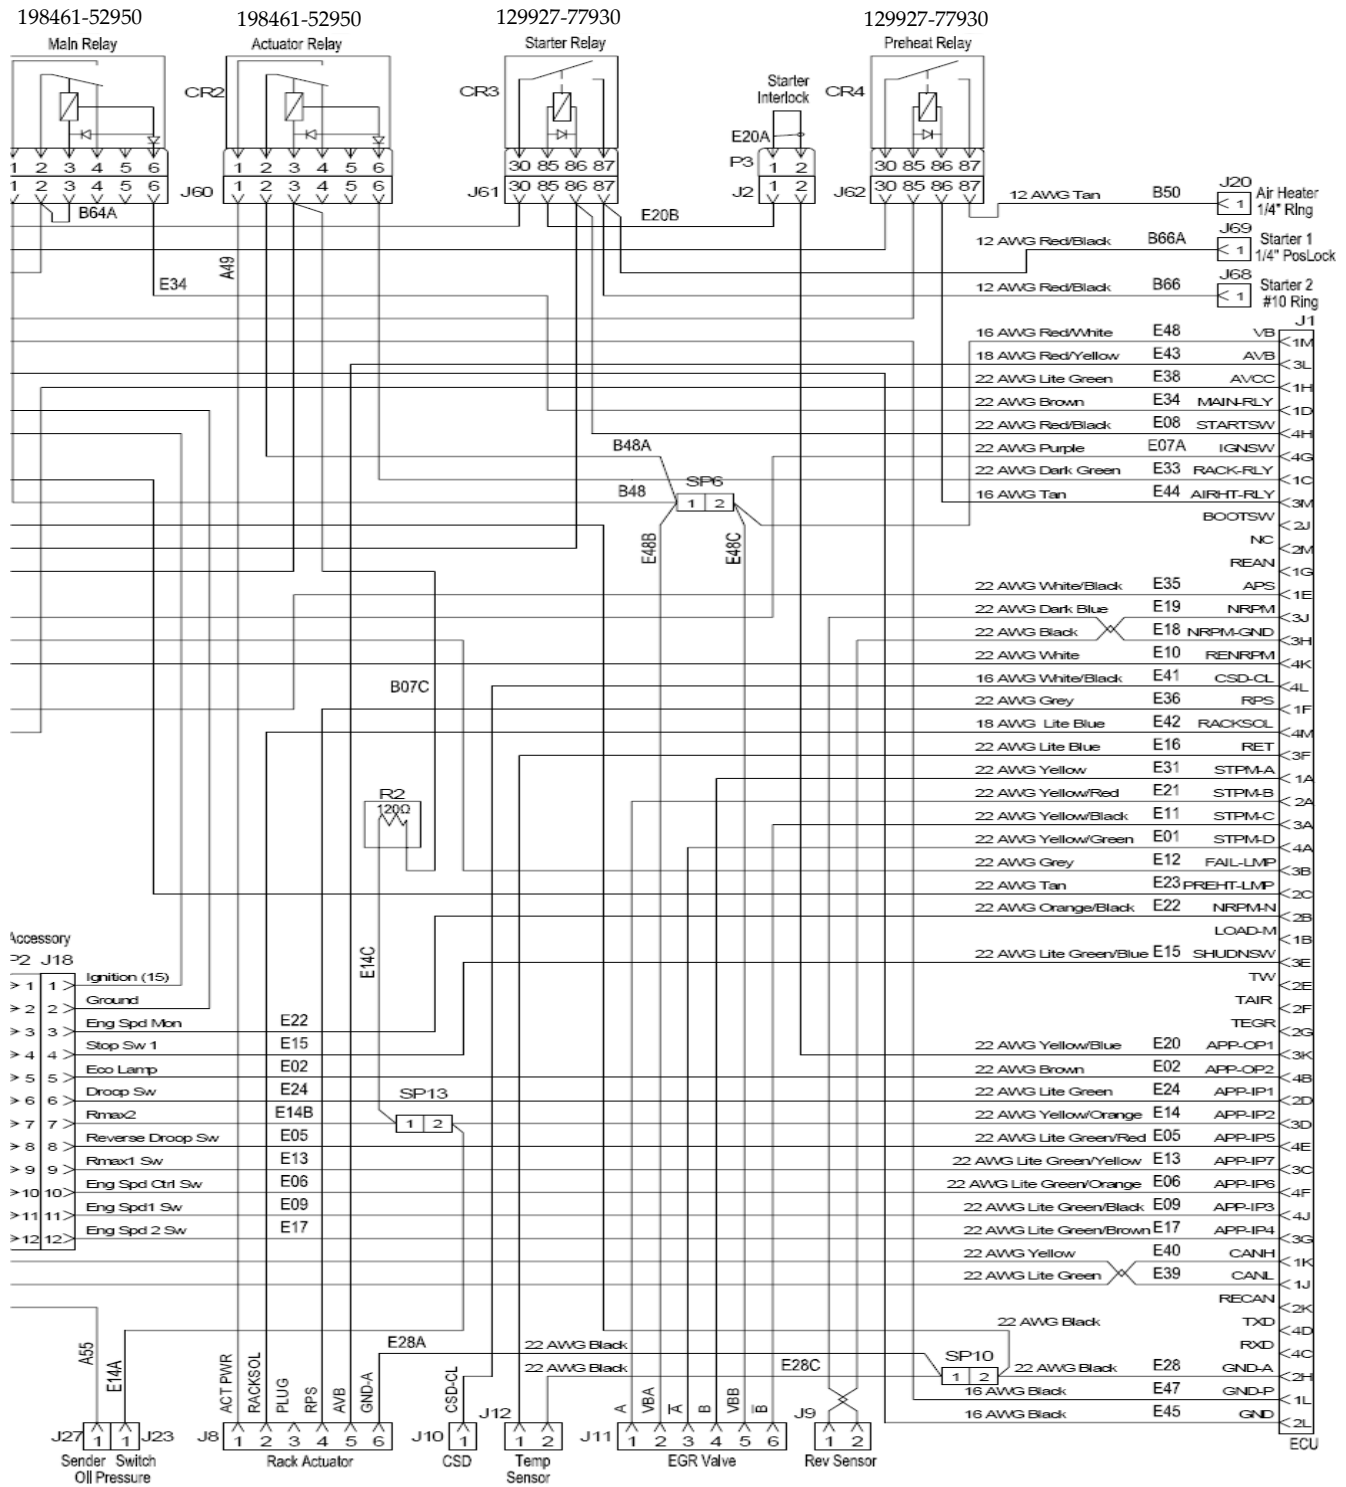 198461-52950 198461-52950 129927-77930 129927-77930
Main Relay Actuator Relay Starter Relay Preheat Relay
Starter
Interlock
CR2 CR3 CR4
E20A
P3
1 2 3 4 5 6 1 2 3 4 5 6 30 85 86 87 1 2 30 85 86 87
1 2 3 4 5 6 J60 1 2 3 4 5 6 J61 30 85 86 87 J2 1 2 J62 30 85 86 87
B64A E20B
12 AWG Tan B50 J20 1 Air Heater
1/4" Ring
12 AWG Red/Black B66A J69 1 Starter 1
1/4" PosLock
A49
E34
12 AWG Red/Black B66 J68 1 Starter 2
#10 Ring
J1
16 AWG Red/White E48 VB 1M
18 AWG Red/Yellow E43 AVB 3L
22 AWG Lite Green E38 AVCC 1H
22 AWG Brown E34 MAIN-RLY 1D
22 AWG Red/Black E08 STARTSW 4H
22 AWG Purple E07A IGNSW 4G
22 AWG Dark Green E33 RACK-RLY 1C
16 AWG Tan E44 AIRHT-RLY 3M
B48A
B48
SP6
1 2
E48B E48C
BOOTSW 2J
NC 2M
REAN 1G
22 AWG White/Black E35 APS 1E
22 AWG Dark Blue E19 NRPM 3J
22 AWG Black E18 NRPM-GND 3H
22 AWG White E10 RENRPM 4K
16 AWG White/Black E41 CSD-CL 4L
22 AWG Grey E36 RPS 1F
18 AWG Lite Blue E42 RACKSOL 4M
22 AWG Lite Blue E16 RET 3F
22 AWG Yellow E31 STPM-A 1A
22 AWG Yellow/Red E21 STPM-B 2A
22 AWG Yellow/Black E11 STPM-C 3A
22 AWG Yellow/Green E01 STPM-D 4A
22 AWG Grey E12 FAIL-LMP 3B
22 AWG Tan E23 PREHT-LMP 2C
22 AWG Orange/Black E22 NRPM-N 2B
LOAD-M 1B
22 AWG Lite Green/Blue E15 SHUDNSW 3E
TW 2E
TAIR 2F
TEGR 2G
B07C
R2
120Ω
E14C
Accessory
P2 J18
1 1 Ignition (15)
2 2 Ground
3 3 Eng Spd Mon E22
4 4 Stop Sw 1 E15 22 AWG Yellow/Blue E20 APP-OP1 3K
5 5 Eco Lamp E02 22 AWG Brown E02 APP-OP2 4B
6 6 Droop Sw E24 22 AWG Lite Green E24 APP-IP1 2D
7 7 Rmax2 E14B 22 AWG Yellow/Orange E14 APP-IP2 3D
8 8 Reverse Droop Sw E05 22 AWG Lite Green/Red E05 APP-IP5 4E
9 9 Rmax1 Sw E13 22 AWG Lite Green/Yellow E13 APP-IP7 3C
10 10 Eng Spd Ctrl Sw E06 22 AWG Lite Green/Orange E06 APP-IP6 4F
11 11 Eng Spd1 Sw E09 22 AWG Lite Green/Black E09 APP-IP3 4J
12 12 Eng Spd 2 Sw E17 22 AWG Lite Green/Brown E17 APP-IP4 3G
SP13
1 2
22 AWG Yellow E40 CANH 1K
22 AWG Lite Green E39 CANL 1J
RECAN 2K
22 AWG Black TXD 4D
RXD 4C
E28A 22 AWG Black SP10
22 AWG Black E28C 1 2 22 AWG Black E28 GND-A 2H
16 AWG Black E47 GND-P 1L
16 AWG Black E45 GND 2L
ECU
A55 E14A
ACT PWR RACKSOL PLUG RPS AVB GND-A
CSD-CL
A VBA A B VBB B
J27 1 1 J23 J8 1 2 3 4 5 6 J10 1 J12 1 2 J11 1 2 3 4 5 6 J9 1 2
Sender Switch
Oil Pressure
Rack Actuator
CSD
Temp
Sensor
EGR Valve
Rev Sensor